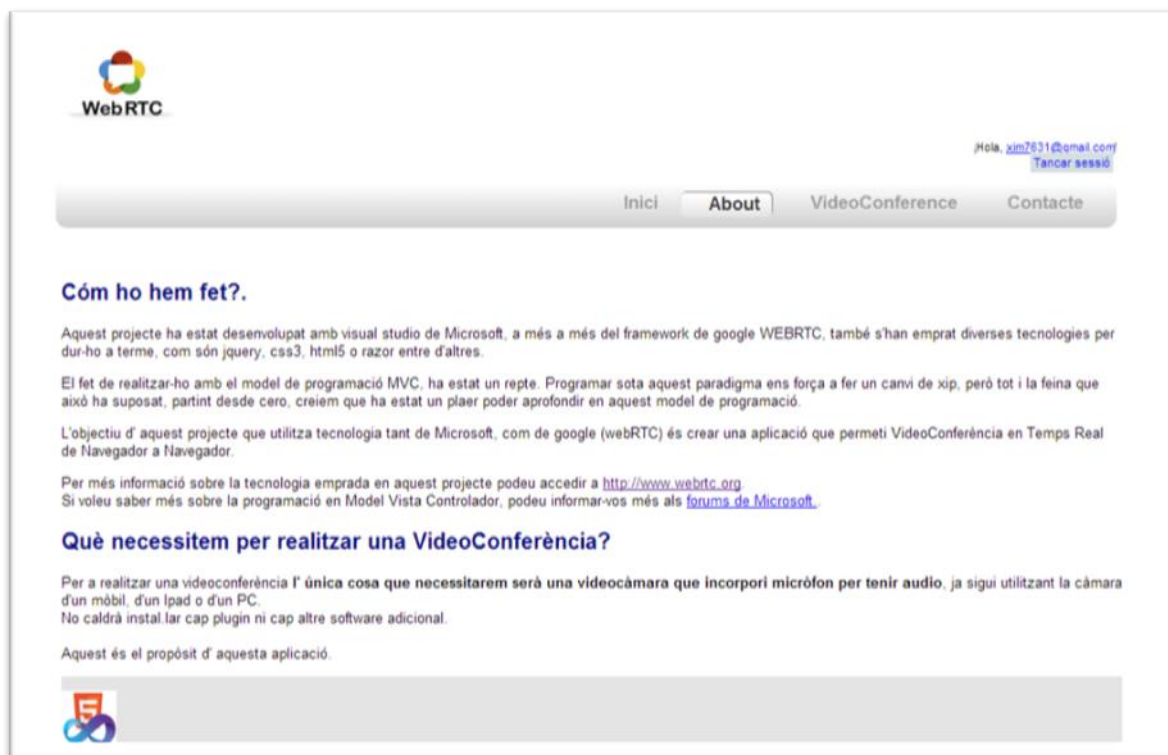 WebRTC
¡Hola, xim7631@gmail.com!
Tancar sessió
Inici About VideoConference Contacte
Cóm ho hem fet?.
Aquest projecte ha estat desenvolupat amb visual studio de Microsoft, a més a més del framework de google WEBRTC, també s'han emprat diverses tecnologies per
dur-ho a terme, com són jquery, css3, html5 o razor entre d'altres.
El fet de realitzar-ho amb el model de programació MVC, ha estat un repte. Programar sota aquest paradigma ens força a fer un canvi de xip, però tot i la feina que
això ha suposat, partint desde cero, creiem que ha estat un plaer poder aprofondir en aquest model de programació.
L'objectiu d' aquest projecte que utilitza tecnologia tant de Microsoft, com de google (webRTC) és crear una aplicació que permeti VideoConferència en Temps Real
de Navegador a Navegador.
Per més informació sobre la tecnologia emprada en aquest projecte podeu accedir a http://www.webrtc.org.
Si voleu saber més sobre la programació en Model Vista Controlador, podeu informar-vos més als forums de Microsoft..
Què necessitem per realitzar una VideoConferència?
Per a realitzar una videoconferència l' única cosa que necessitarem serà una videocàmara que incorpori micròfon per tenir audio, ja sigui utilitzant la càmara
d'un mòbil, d'un Ipad o d'un PC.
No caldrà instal.lar cap plugin ni cap altre software adicional.
Aquest és el propòsit d' aquesta aplicació.